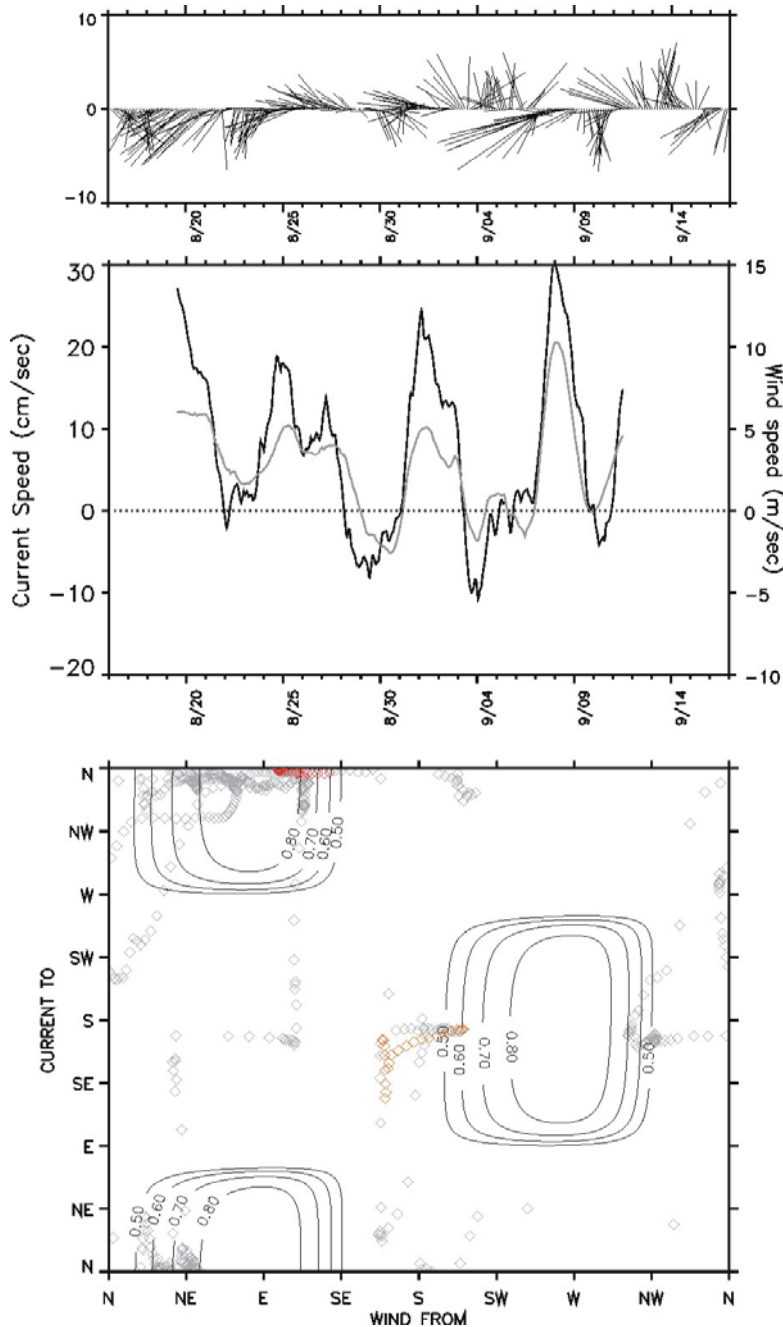 10
0
-10
8/20 8/25 8/30 9/04 9/09 9/14
30 15
20 10
10 5
0 0
-10 -5
-20 -10
Current Speed (cm/sec)
Wind speed (m/sec)
8/20 8/25 8/30 9/04 9/09 9/14
N
NW
W
SW
S
SE
E
NE
N
CURRENT TO
0.80 0.70 0.60 0.50
0.50 0.60 0.70 0.80 0.50
0.50 0.60 0.70 0.80
N NE E SE S SW W NW N
WIND FROM